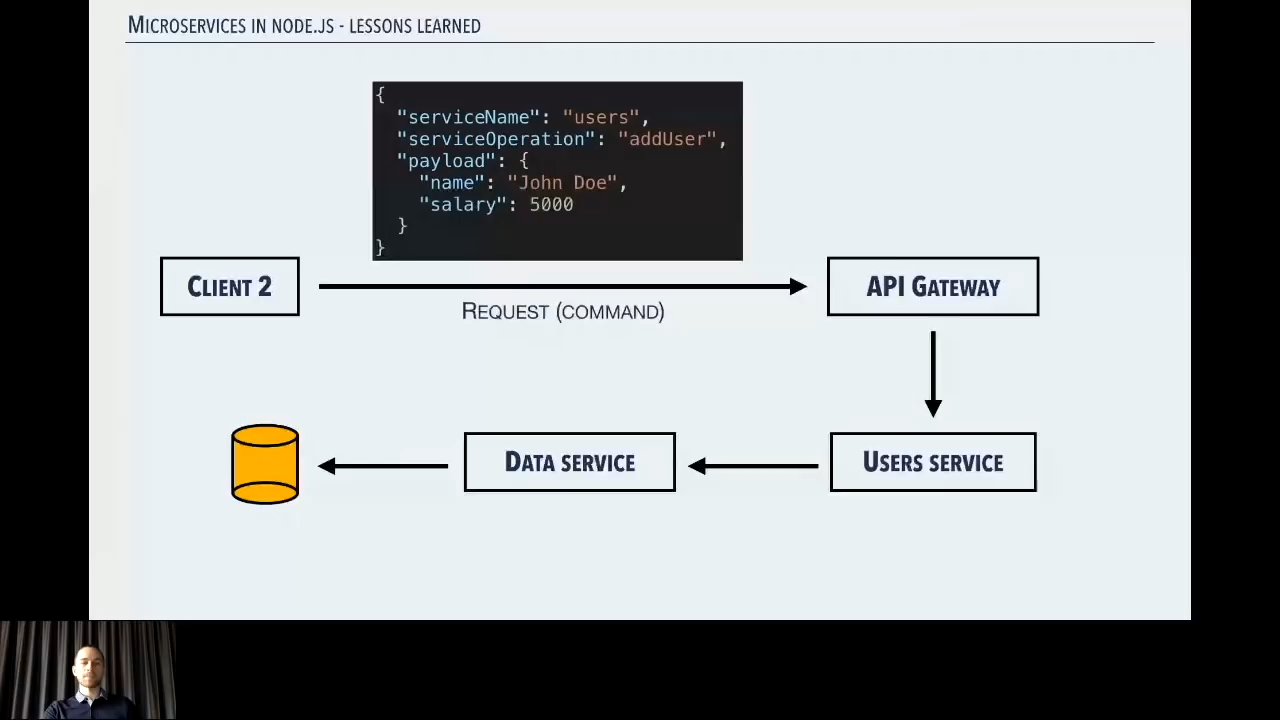 MICROSERVICES IN NODE.JS - LESSONS LEARNED
{
"serviceName": "users",
"serviceOperation": "addUser",
"payload": {
"name": "John Doe",
"salary": 5000
}
}
CLIENT 2
REQUEST (COMMAND)
API GATEWAY
DATA SERVICE
USERS SERVICE